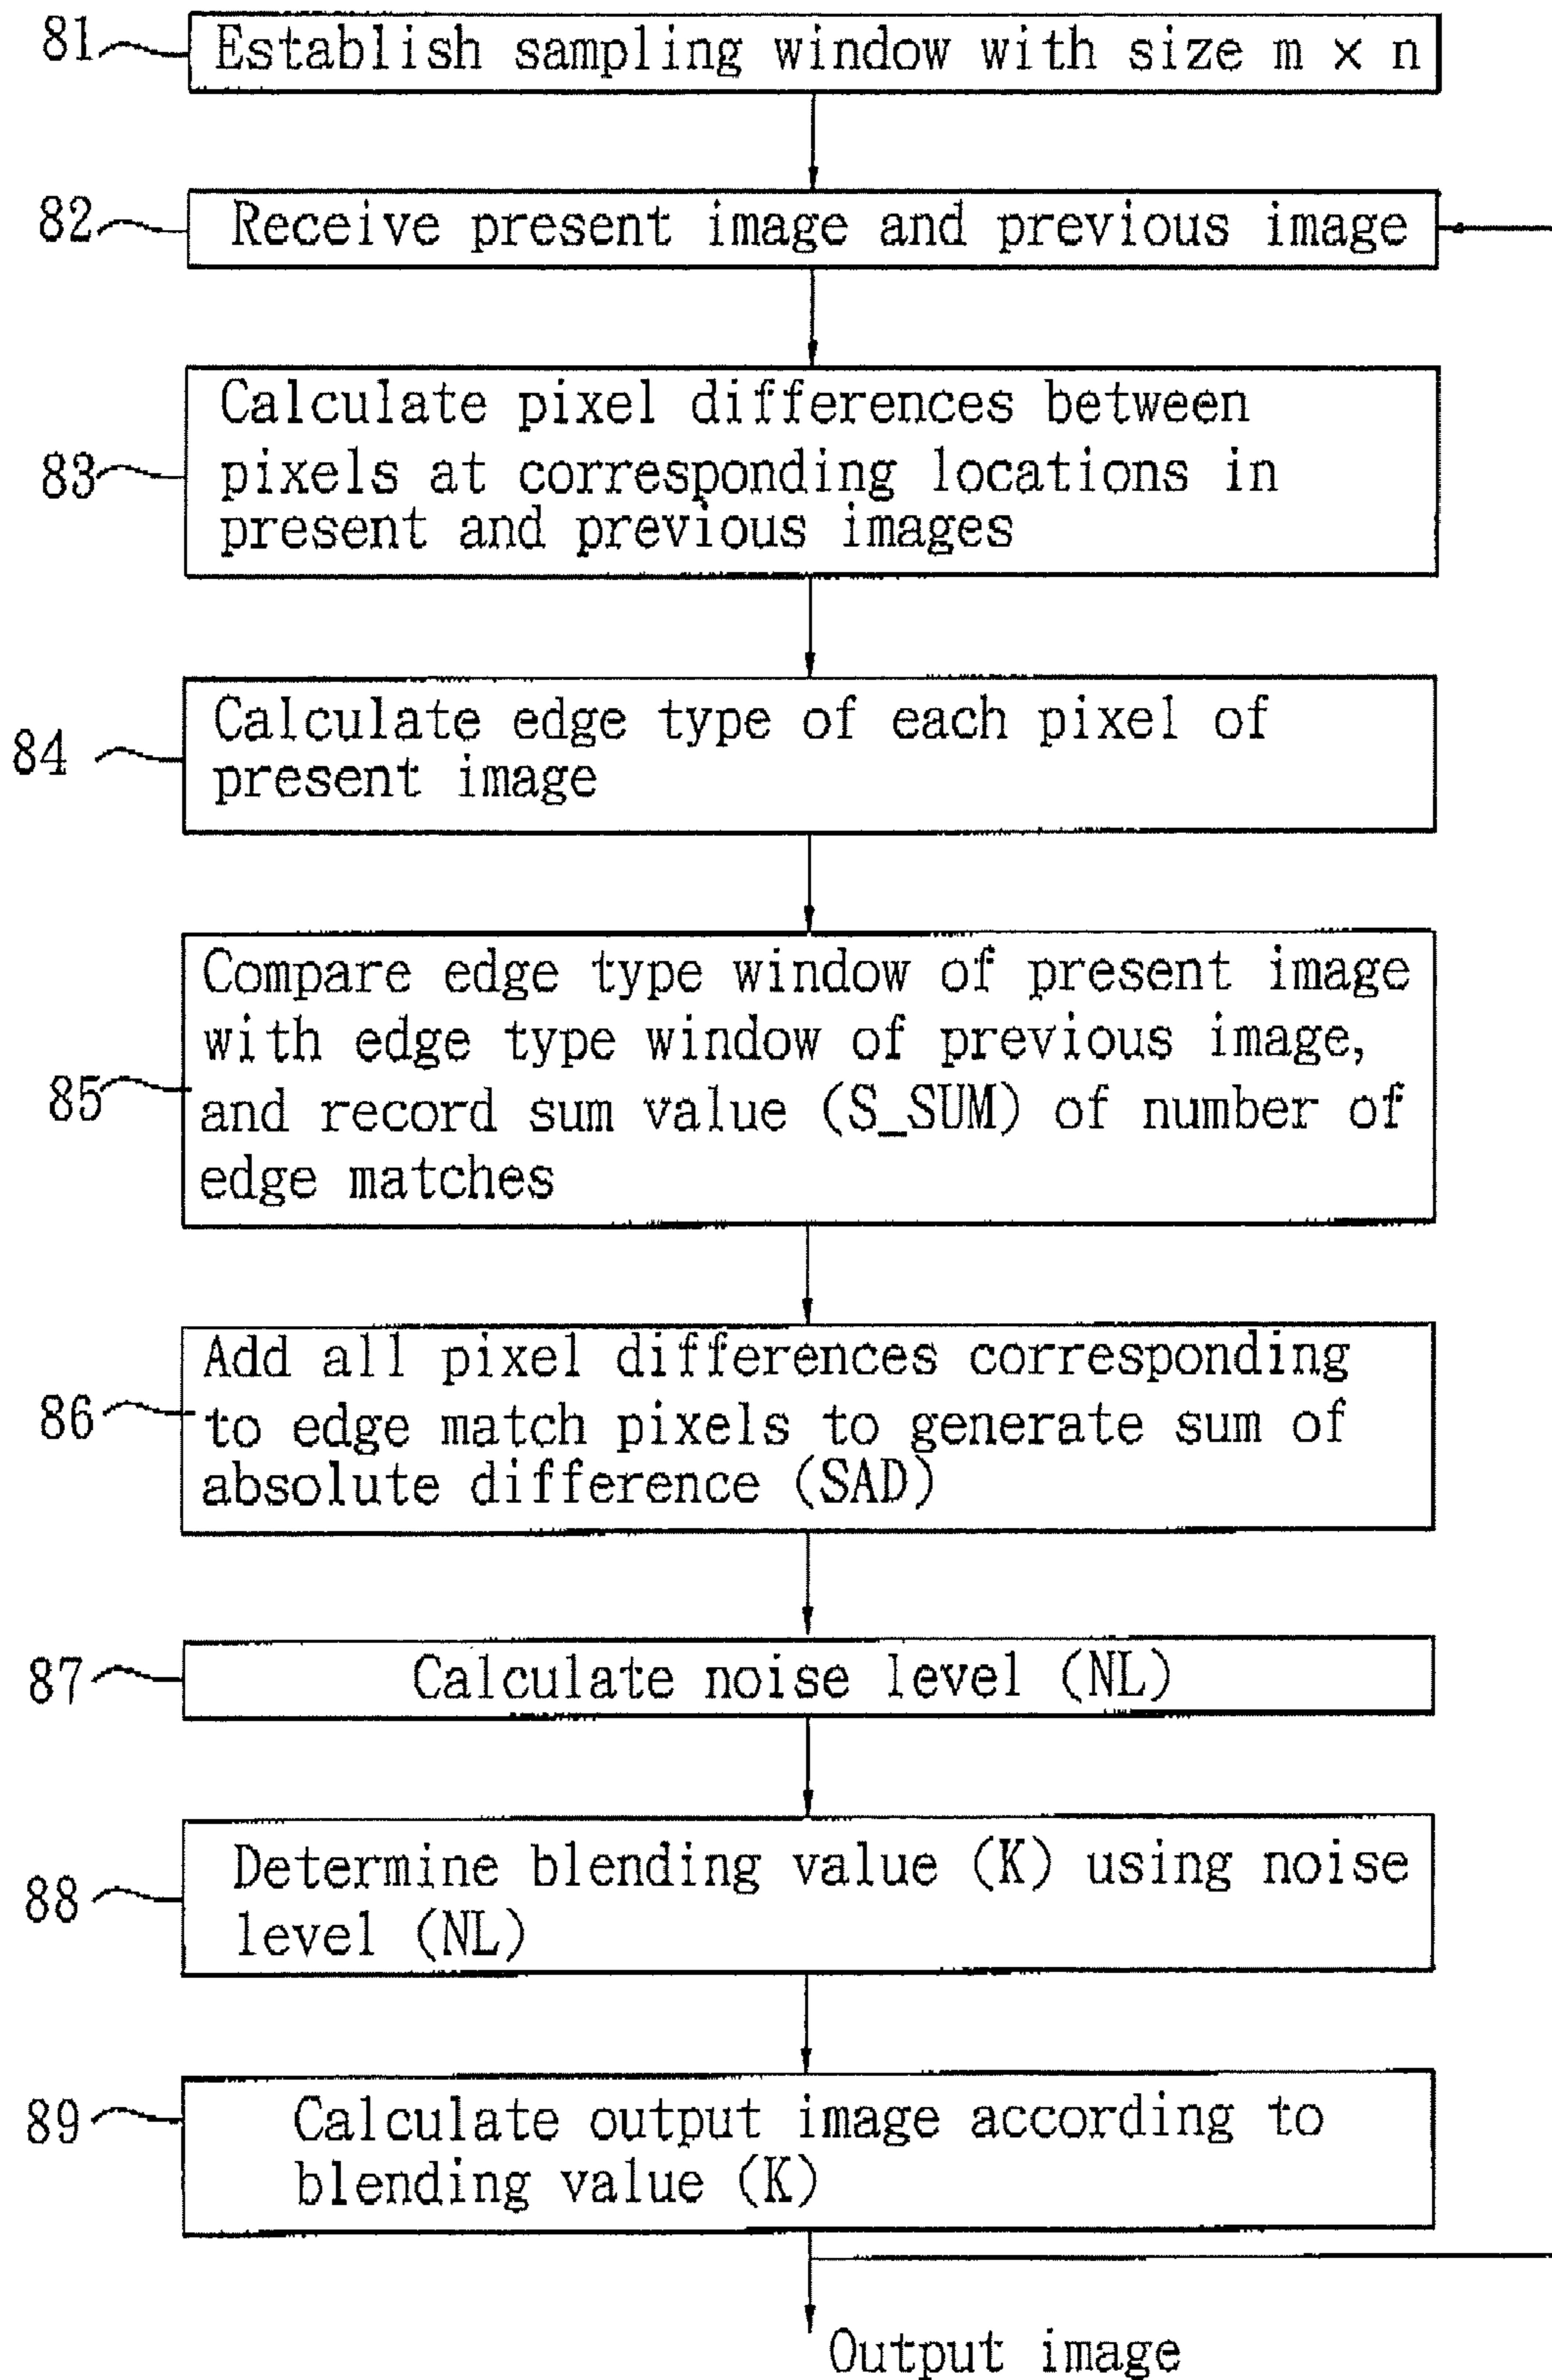 81
Establish sampling window with size m × n
82
Receive present image and previous image
Calculate pixel differences between
83
pixels at corresponding locations in
present and previous images
Calculate edge type of each pixel of
84
present image
Compare edge type window of present image
with edge type window of previous image,
85
and record sum value (S_SUM) of number of
edge matches
Add all pixel differences corresponding
86
to edge match pixels to generate sum of
absolute difference (SAD)
87
Calculate noise level (NL)
Determine blending value (K) using noise
88
level (NL)
89
Calculate output image according to
blending value (K)
Output image